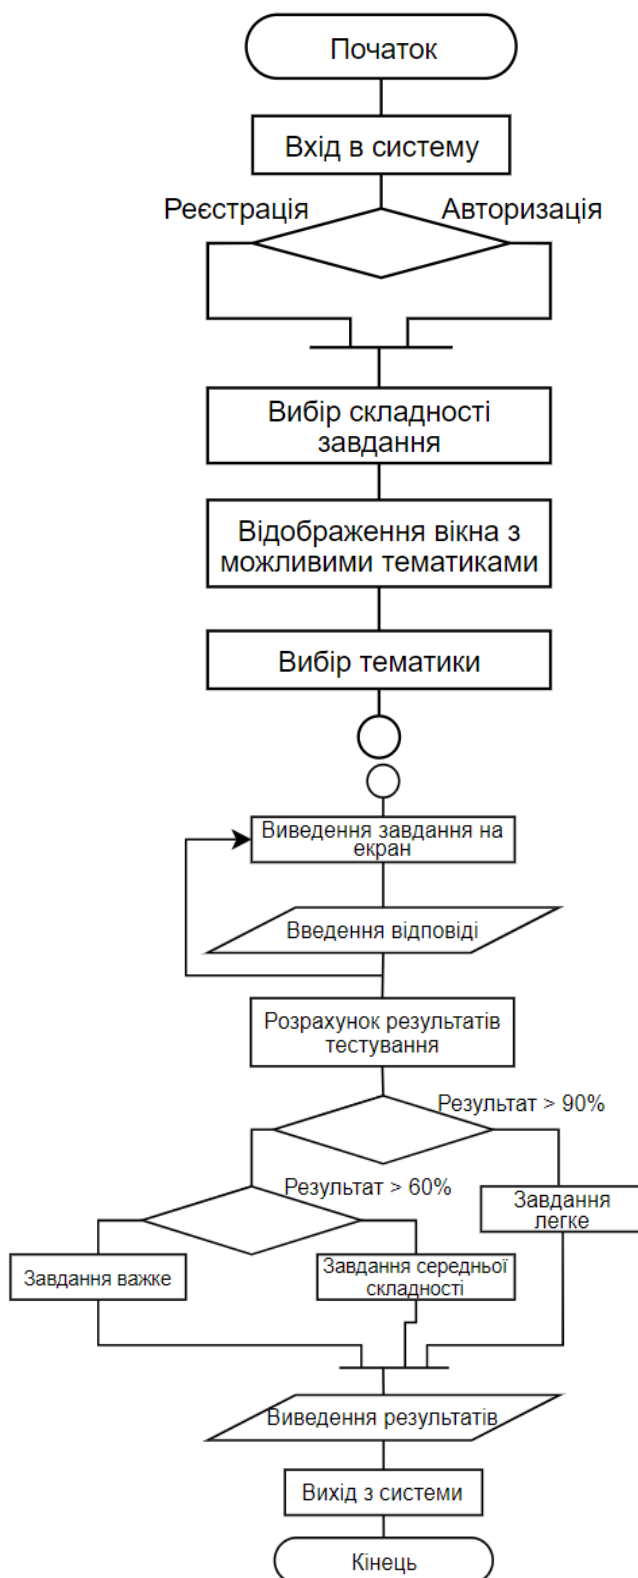 Початок
Вхід в систему
Реєстрація
Авторизація
Вибір складності
завдання
Відображення вікна з
можливими тематиками
Вибір тематики
Виведення завдання на
екран
Введення відповіді
Розрахунок результатів
тестування
Результат > 90%
Результат > 60%
Завдання
легке
Завдання важке
Завдання середньої
складності
Виведення результатів
Вихід з системи
Кінець